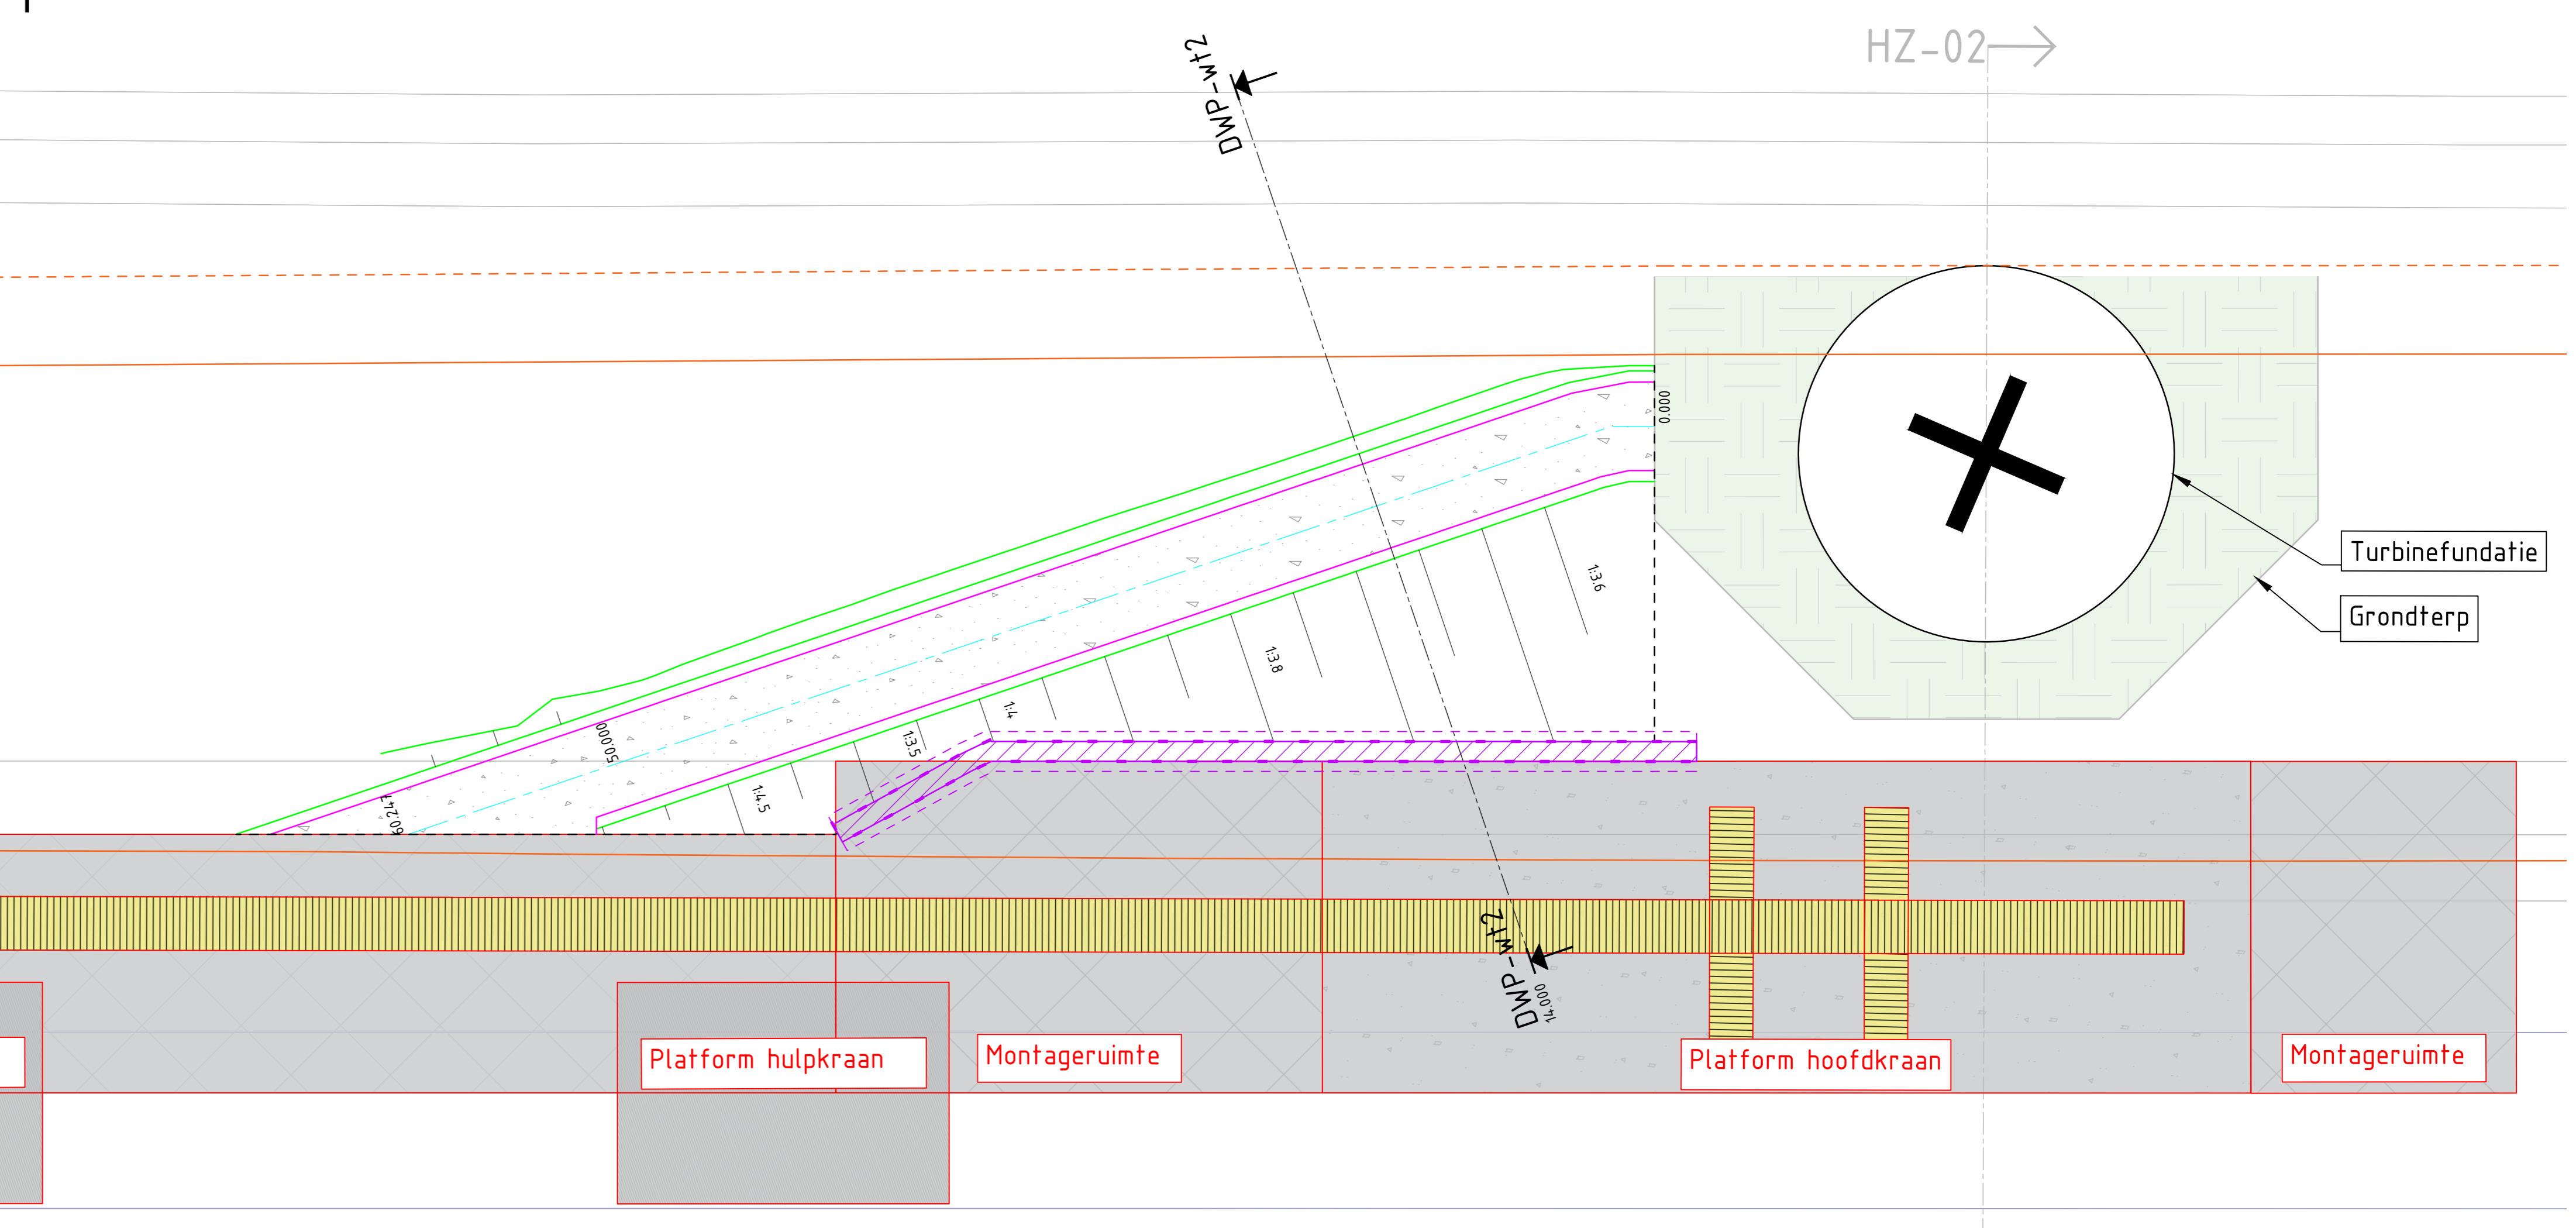 HZ-02
DWP-wt2
0.000
Turbinefundatie
1:3.6
Grondterp
1:3.8
1:4
1:3.5
50.000
1:4.5
60.247
DWP-wt2
14.000
Platform hulpkraan
Montageruimte
Platform hoofdkraan
Montageruimte